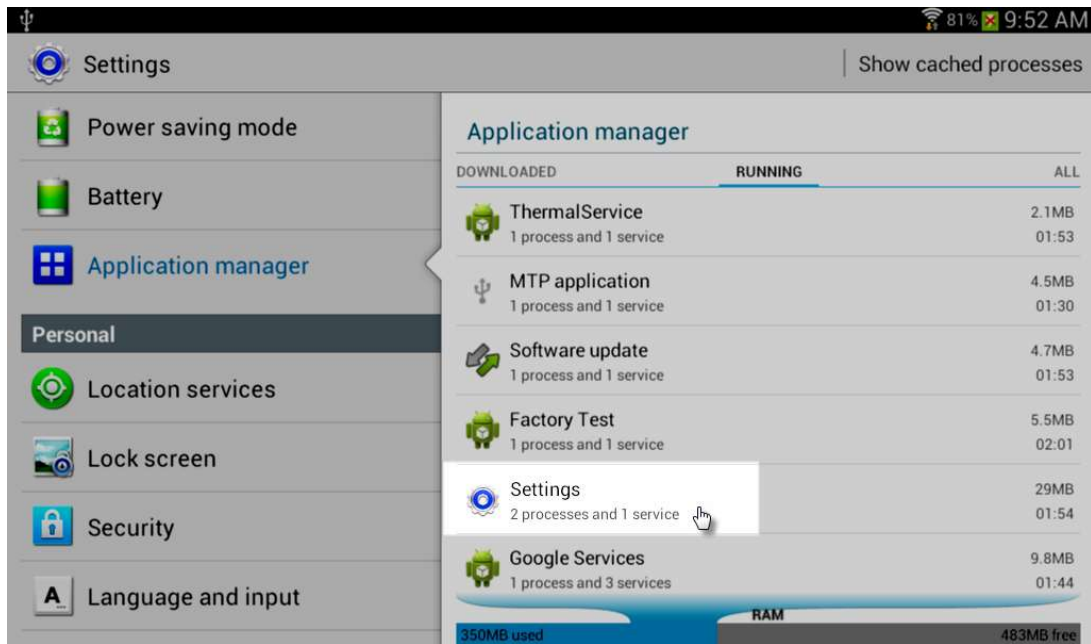 81% 9:52 AM
Settings
Show cached processes
Power saving mode
Battery
Application manager
Personal
Location services
Lock screen
Security
A
Language and input
Application manager
DOWNLOADED RUNNING ALL
ThermalService 2.1MB
1 process and 1 service 01:53
MTP application 4.5MB
1 process and 1 service 01:30
Software update 4.7MB
1 process and 1 service 01:53
Factory Test 5.5MB
1 process and 1 service 02:01
Settings 29MB
2 processes and 1 service 01:54
Google Services 9.8MB
1 process and 3 services 01:44
RAM
350MB used 483MB free